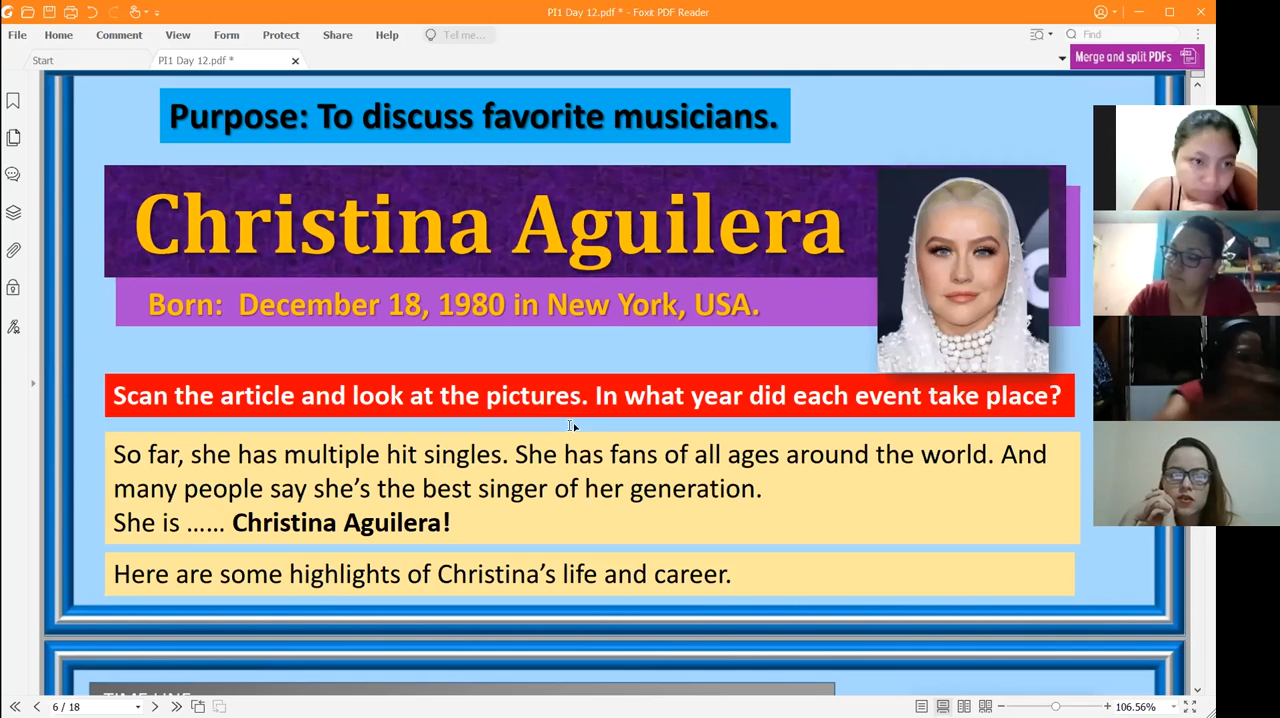 PI1 Day 12.pdf * - Foxit PDF Reader
File Home Comment View Form Protect Share Help Tell me... Find
Start PI1 Day 12.pdf * Merge and split PDFs
Purpose: To discuss favorite musicians.
Christina Aguilera
Born: December 18, 1980 in New York, USA.
Scan the article and look at the pictures. In what year did each event take place?
So far, she has multiple hit singles. She has fans of all ages around the world. And
many people say she's the best singer of her generation.
She is ...... Christina Aguilera!
Here are some highlights of Christina's life and career.
TIME LINE
6 / 18 106.56%